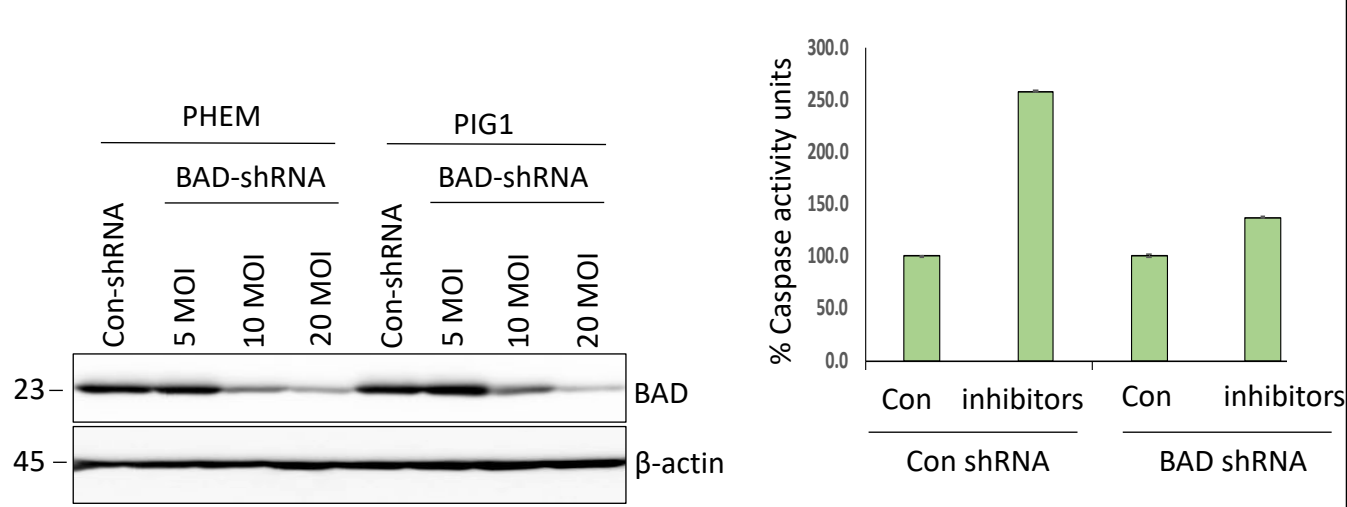 PHEM
PIG1
BAD-shRNA
BAD-shRNA
Con-shRNA
5 MOI
10 MOI
20 MOI
Con-shRNA
5 MOI
10 MOI
20 MOI
23
BAD
45
β-actin
% Caspase activity units
300.0
250.0
200.0
150.0
100.0
50.0
0.0
Con
inhibitors
Con
inhibitors
Con shRNA
BAD shRNA